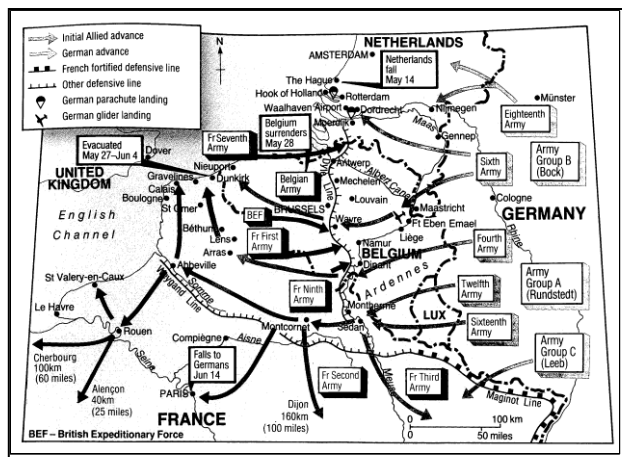 Initial Allied advance
German advance
French fortified defensive line
Other defensive line
German parachute landing
German glider landing
N
AMSTERDAM
NETHERLANDS
Netherlands
fall
May 14
The Hague
Hook of Holland
Rotterdam
Waalhaven Airport
Dordrecht
Moerdijk
Nijmegen
Maas
Gennep
Münster
Eighteenth
Army
Army
Group B
(Bock)
Sixth
Army
Evacuated
May 27–Jun 4
Fr Seventh
Army
Belgium
surrenders
May 28
Dover
UNITED
KINGDOM
Nieuport
Dunkirk
Gravelines
Calais
Boulogne
St Omer
English
Channel
Belgian
Army
Antwerp
Albert Canal
Mechelen
Dyle Line
Louvain
BRUSSELS
Wavre
Maastricht
Ft Eben Emael
Liège
Cologne
GERMANY
Rhine
BEF
Béthune
Lens
Arras
Fr First
Army
Namur
BELGIUM
Dinant
Ardennes
Fourth
Army
Army
Group A
(Rundstedt)
St Valery-en-Caux
Abbeville
Somme
Weygand Line
Fr Ninth
Army
Montherme
Twelfth
Army
Le Havre
Rouen
Montcornet
Sedan
LUX
Sixteenth
Army
Army
Group C
(Leeb)
Compiègne
Aisne
Cherbourg
100km
(60 miles)
Seine
Falls to
Germans
Jun 14
Fr Second
Army
Meuse
Fr Third
Army
Maginot Line
Alençon
40km
(25 miles)
PARIS
FRANCE
Dijon
160km
(100 miles)
0
100 km
0
50 miles
BEF – British Expeditionary Force